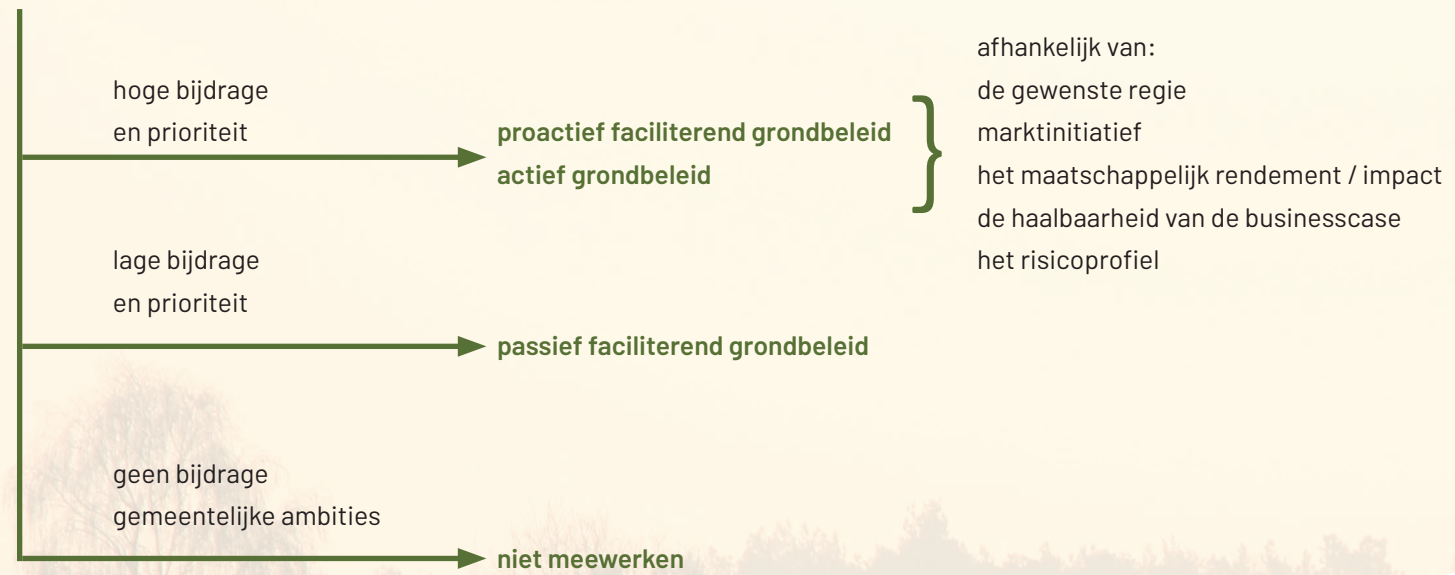 hoge bijdrage
en prioriteit
proactief faciliterend grondbeleid
actief grondbeleid
}
afhankelijk van:
de gewenste regie
marktinitiatief
het maatschappelijk rendement / impact
de haalbaarheid van de businesscase
het risicoprofiel
lage bijdrage
en prioriteit
passief faciliterend grondbeleid
geen bijdrage
gemeentelijke ambities
niet meewerken